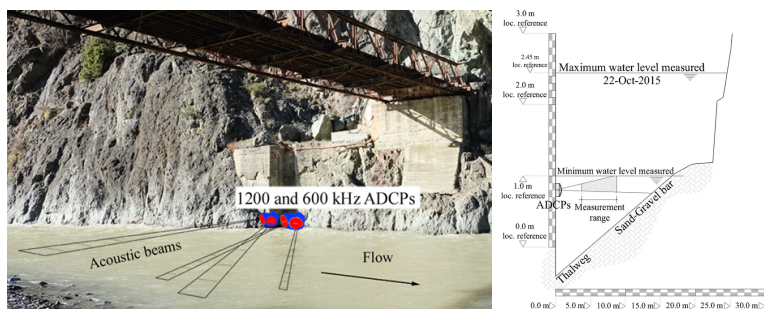 1200 and 600 kHz ADCPs
Acoustic beams
Flow
3.0 m
loc. reference
2.45 m
loc. reference
Maximum water level measured
22-Oct-2015
2.0 m
loc. reference
Minimum water level measured
1.0 m
loc. reference
ADCPs
Measurement
range
Sand-Gravel bar
0.0 m
loc. reference
Thalweg
0.0 m
5.0 m
10.0 m
15.0 m
20.0 m
25.0 m
30.0 m